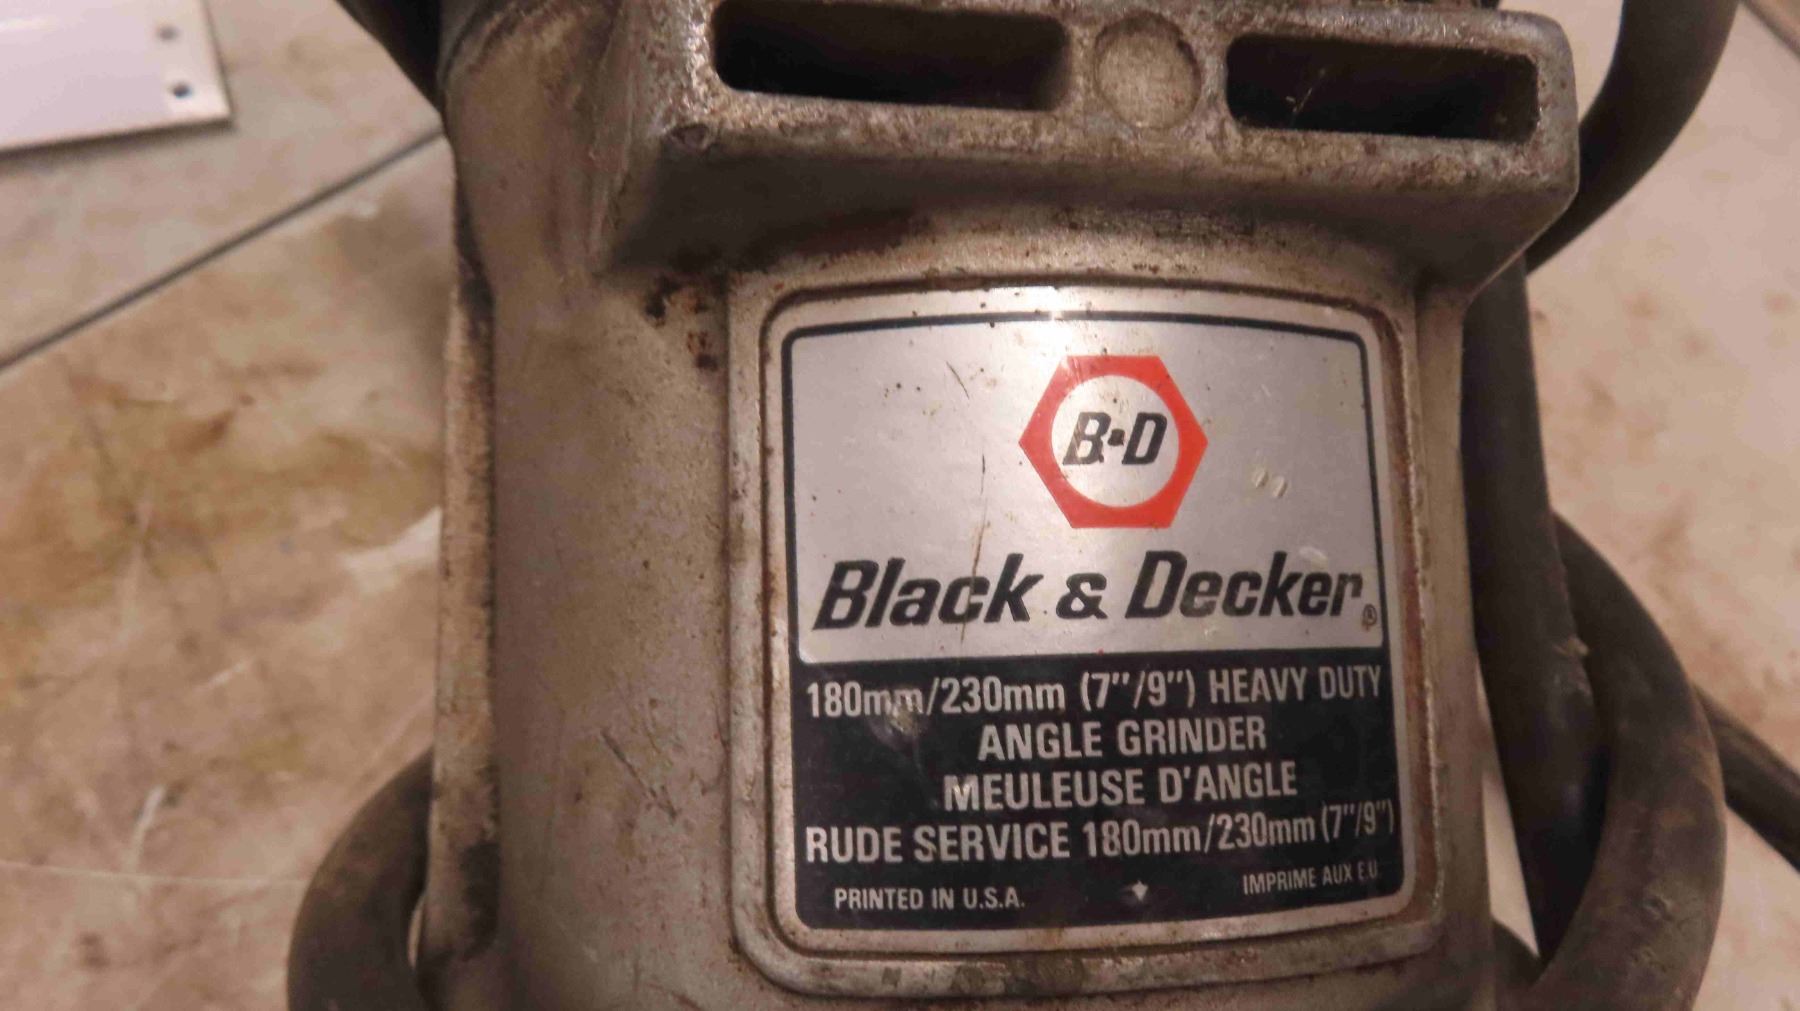 B·D
Black & Decker®
180mm/230mm (7"/9") HEAVY DUTY
ANGLE GRINDER
MEULEUSE D'ANGLE
RUDE SERVICE 180mm/230mm (7"/9")
PRINTED IN U.S.A.
IMPRIME AUX E.U.